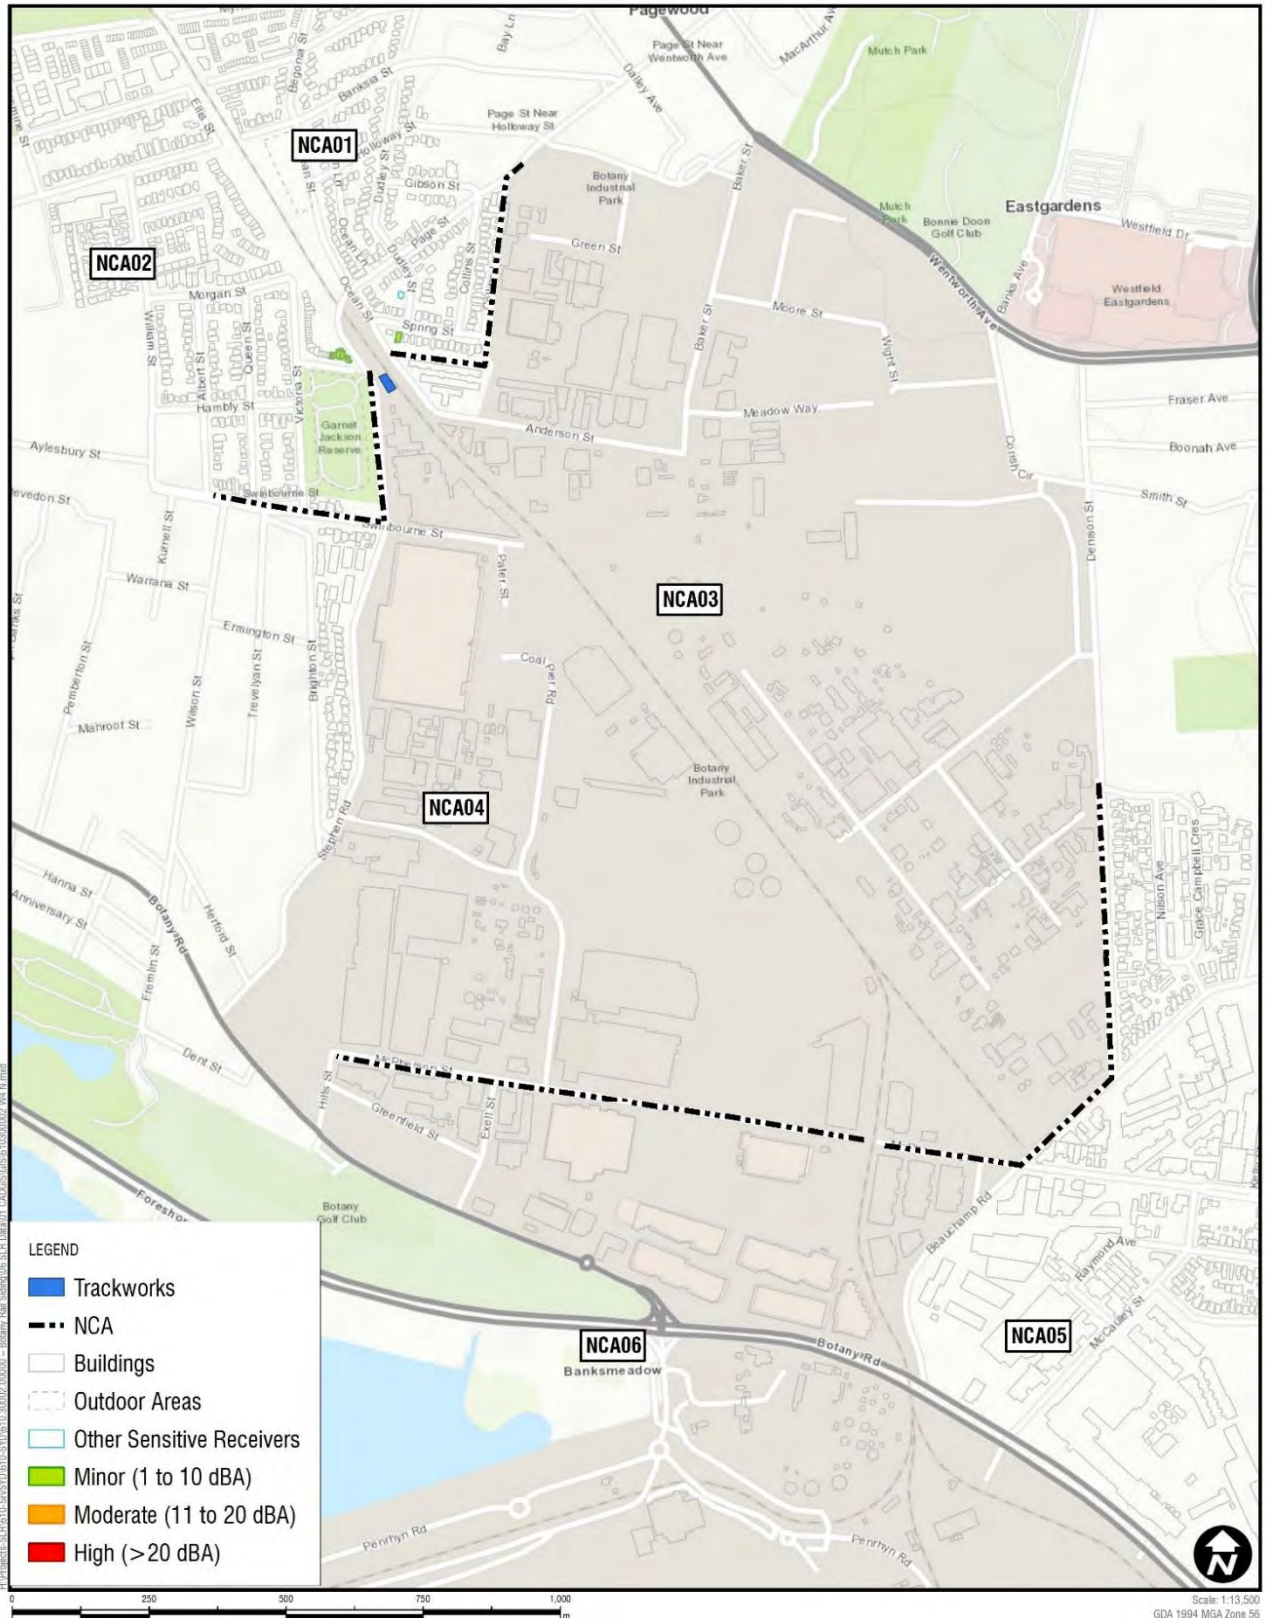 Pagewood
Bay Ln
MacArthur Av
Page St Near
Wentworth Ave
Mutch Park
Dalley Ave
Begonia St
Banksia St
Ellis St
Page St Near
Holloway St
NCA01
Holloway St
Baker St
Dudley St
Gibson St
Botany
Industrial
Park
Ocean Ln
Page St
Mutch
Park
Bonnie Doon
Golf Club
Eastgardens
Westfield Dr
Green St
NCA02
Dudley St
Collins St
Wentworth Ave
Banks Ave
Westfield
Eastgardens
Morgan St
Ocean St
Moore St
William St
Albert St
Queen St
Spring St
Baker St
Wight St
Victoria St
Hambly St
Meadow Way
Fraser Ave
Garnet
Jackson
Reserve
Anderson St
Aylesbury St
Corish Cir
Boonah Ave
Swinbourne St
Smith St
evedon St
Kurnell St
Swinbourne St
Denison St
Pater St
Warrana St
NCA03
Ermington St
Pemberton St
Wilson St
Trevelyan St
Brighton St
Coal Pier Rd
Mahroot St
Botany
Industrial
Park
NCA04
Stephen Rd
Hanna St
Anniversary St
Botany Rd
Herford St
Fremlin St
Nilson Ave
Grace Campbell Cres
Dent St
McPherson St
Hills St
Greenfield St
Exell St
Botany
Golf Club
Foreshor
Beauchamp Rd
Raymond Ave
McCauley St
NCA05
NCA06
Banksmeadow
Botany Rd
Penrhyn Rd
Penrhyn Rd
LEGEND
Trackworks
NCA
Buildings
Outdoor Areas
Other Sensitive Receivers
Minor (1 to 10 dBA)
Moderate (11 to 20 dBA)
High (>20 dBA)
N
0
250
500
750
1,000
m
Scale: 1:13,500
GDA 1994 MGA Zone 56